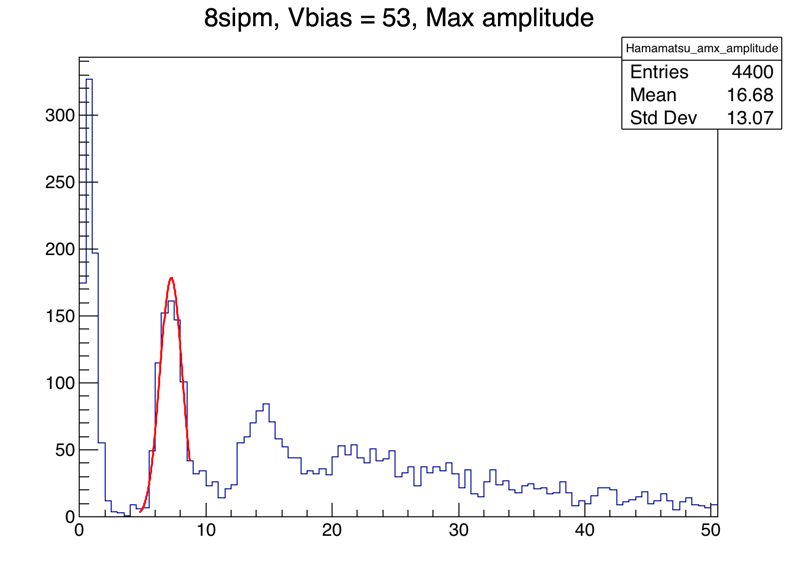 8sipm, Vbias = 53, Max amplitude
Hamamatsu_amx_amplitude
Entries 4400
Mean 16.68
Std Dev 13.07
300
250
200
150
100
50
0
0 10 20 30 40 50